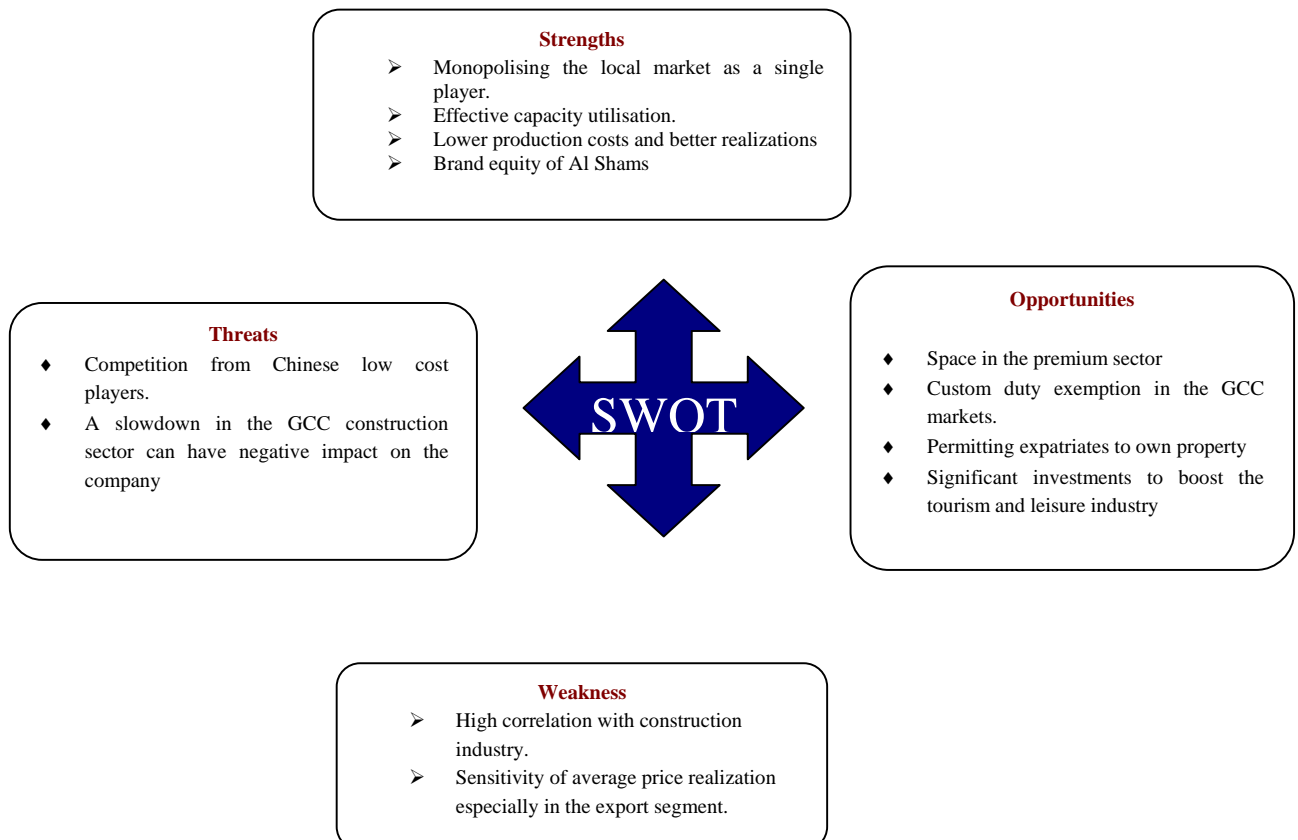 Strengths
➢ Monopolising the local market as a single
player.
➢ Effective capacity utilisation.
➢ Lower production costs and better realizations
➢ Brand equity of Al Shams
Threats
♦ Competition from Chinese low cost
players.
♦ A slowdown in the GCC construction
sector can have negative impact on the
company
SWOT
Opportunities
♦ Space in the premium sector
♦ Custom duty exemption in the GCC
markets.
♦ Permitting expatriates to own property
♦ Significant investments to boost the
tourism and leisure industry
Weakness
➢ High correlation with construction
industry.
➢ Sensitivity of average price realization
especially in the export segment.